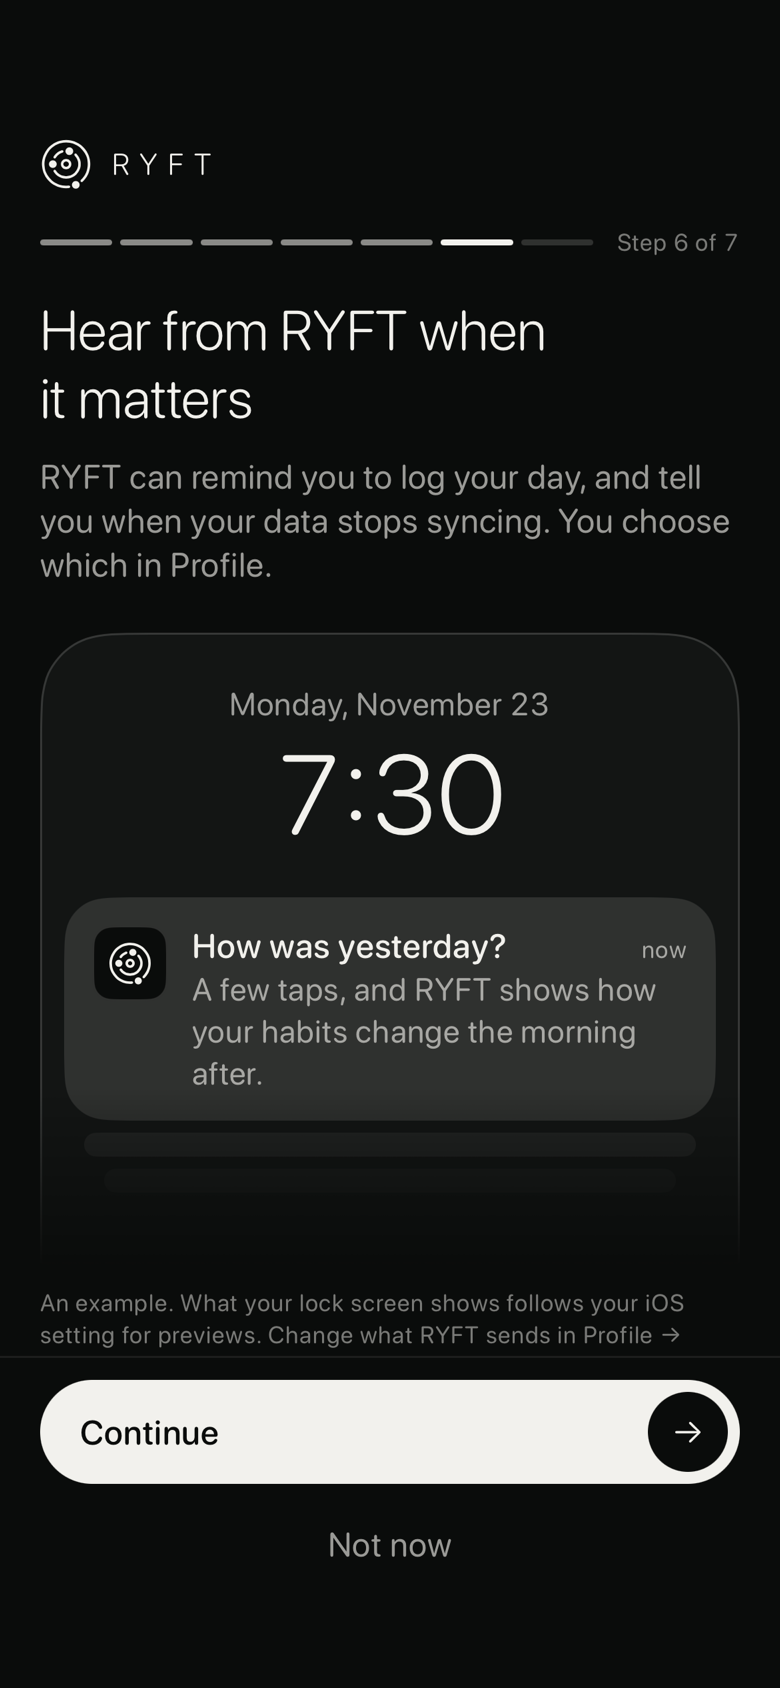 RYFT
Step 6 of 7
Hear from RYFT when
it matters
RYFT can remind you to log your day, and tell
you when your data stops syncing. You choose
which in Profile.
Monday, November 23
7:30
How was yesterday?
now
A few taps, and RYFT shows how
your habits change the morning
after.
An example. What your lock screen shows follows your iOS
setting for previews. Change what RYFT sends in Profile →
Continue
Not now